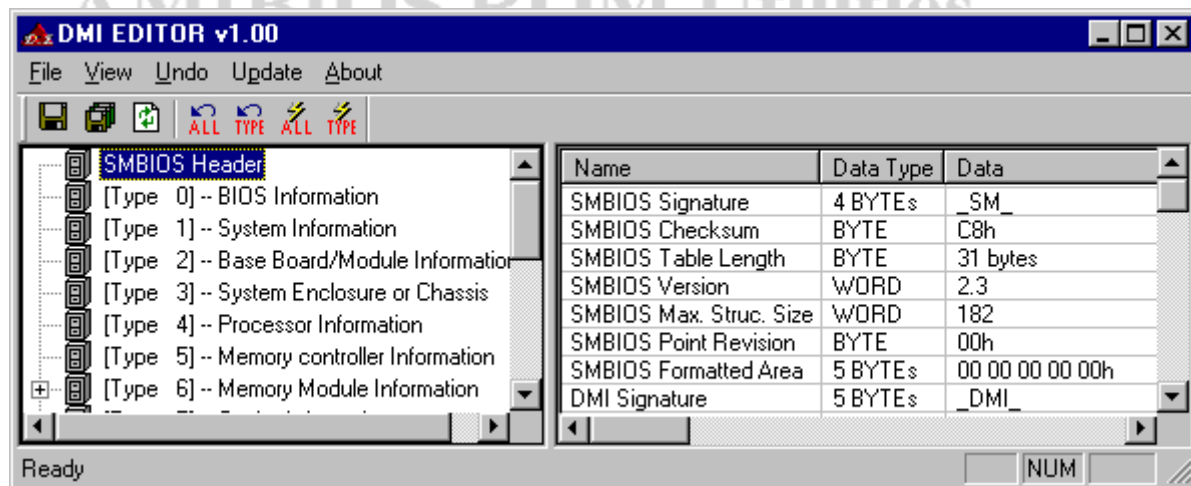 DMI EDITOR v1.00
File View Undo Update About
ALL TYPE ALL TYPE
SMBIOS Header
[Type 0] -- BIOS Information
[Type 1] -- System Information
[Type 2] -- Base Board/Module Information
[Type 3] -- System Enclosure or Chassis
[Type 4] -- Processor Information
[Type 5] -- Memory controller Information
[Type 6] -- Memory Module Information
Name Data Type Data
SMBIOS Signature 4 BYTEs _SM_
SMBIOS Checksum BYTE C8h
SMBIOS Table Length BYTE 31 bytes
SMBIOS Version WORD 2.3
SMBIOS Max. Struc. Size WORD 182
SMBIOS Point Revision BYTE 00h
SMBIOS Formatted Area 5 BYTEs 00 00 00 00 00h
DMI Signature 5 BYTEs _DMI_
Ready NUM